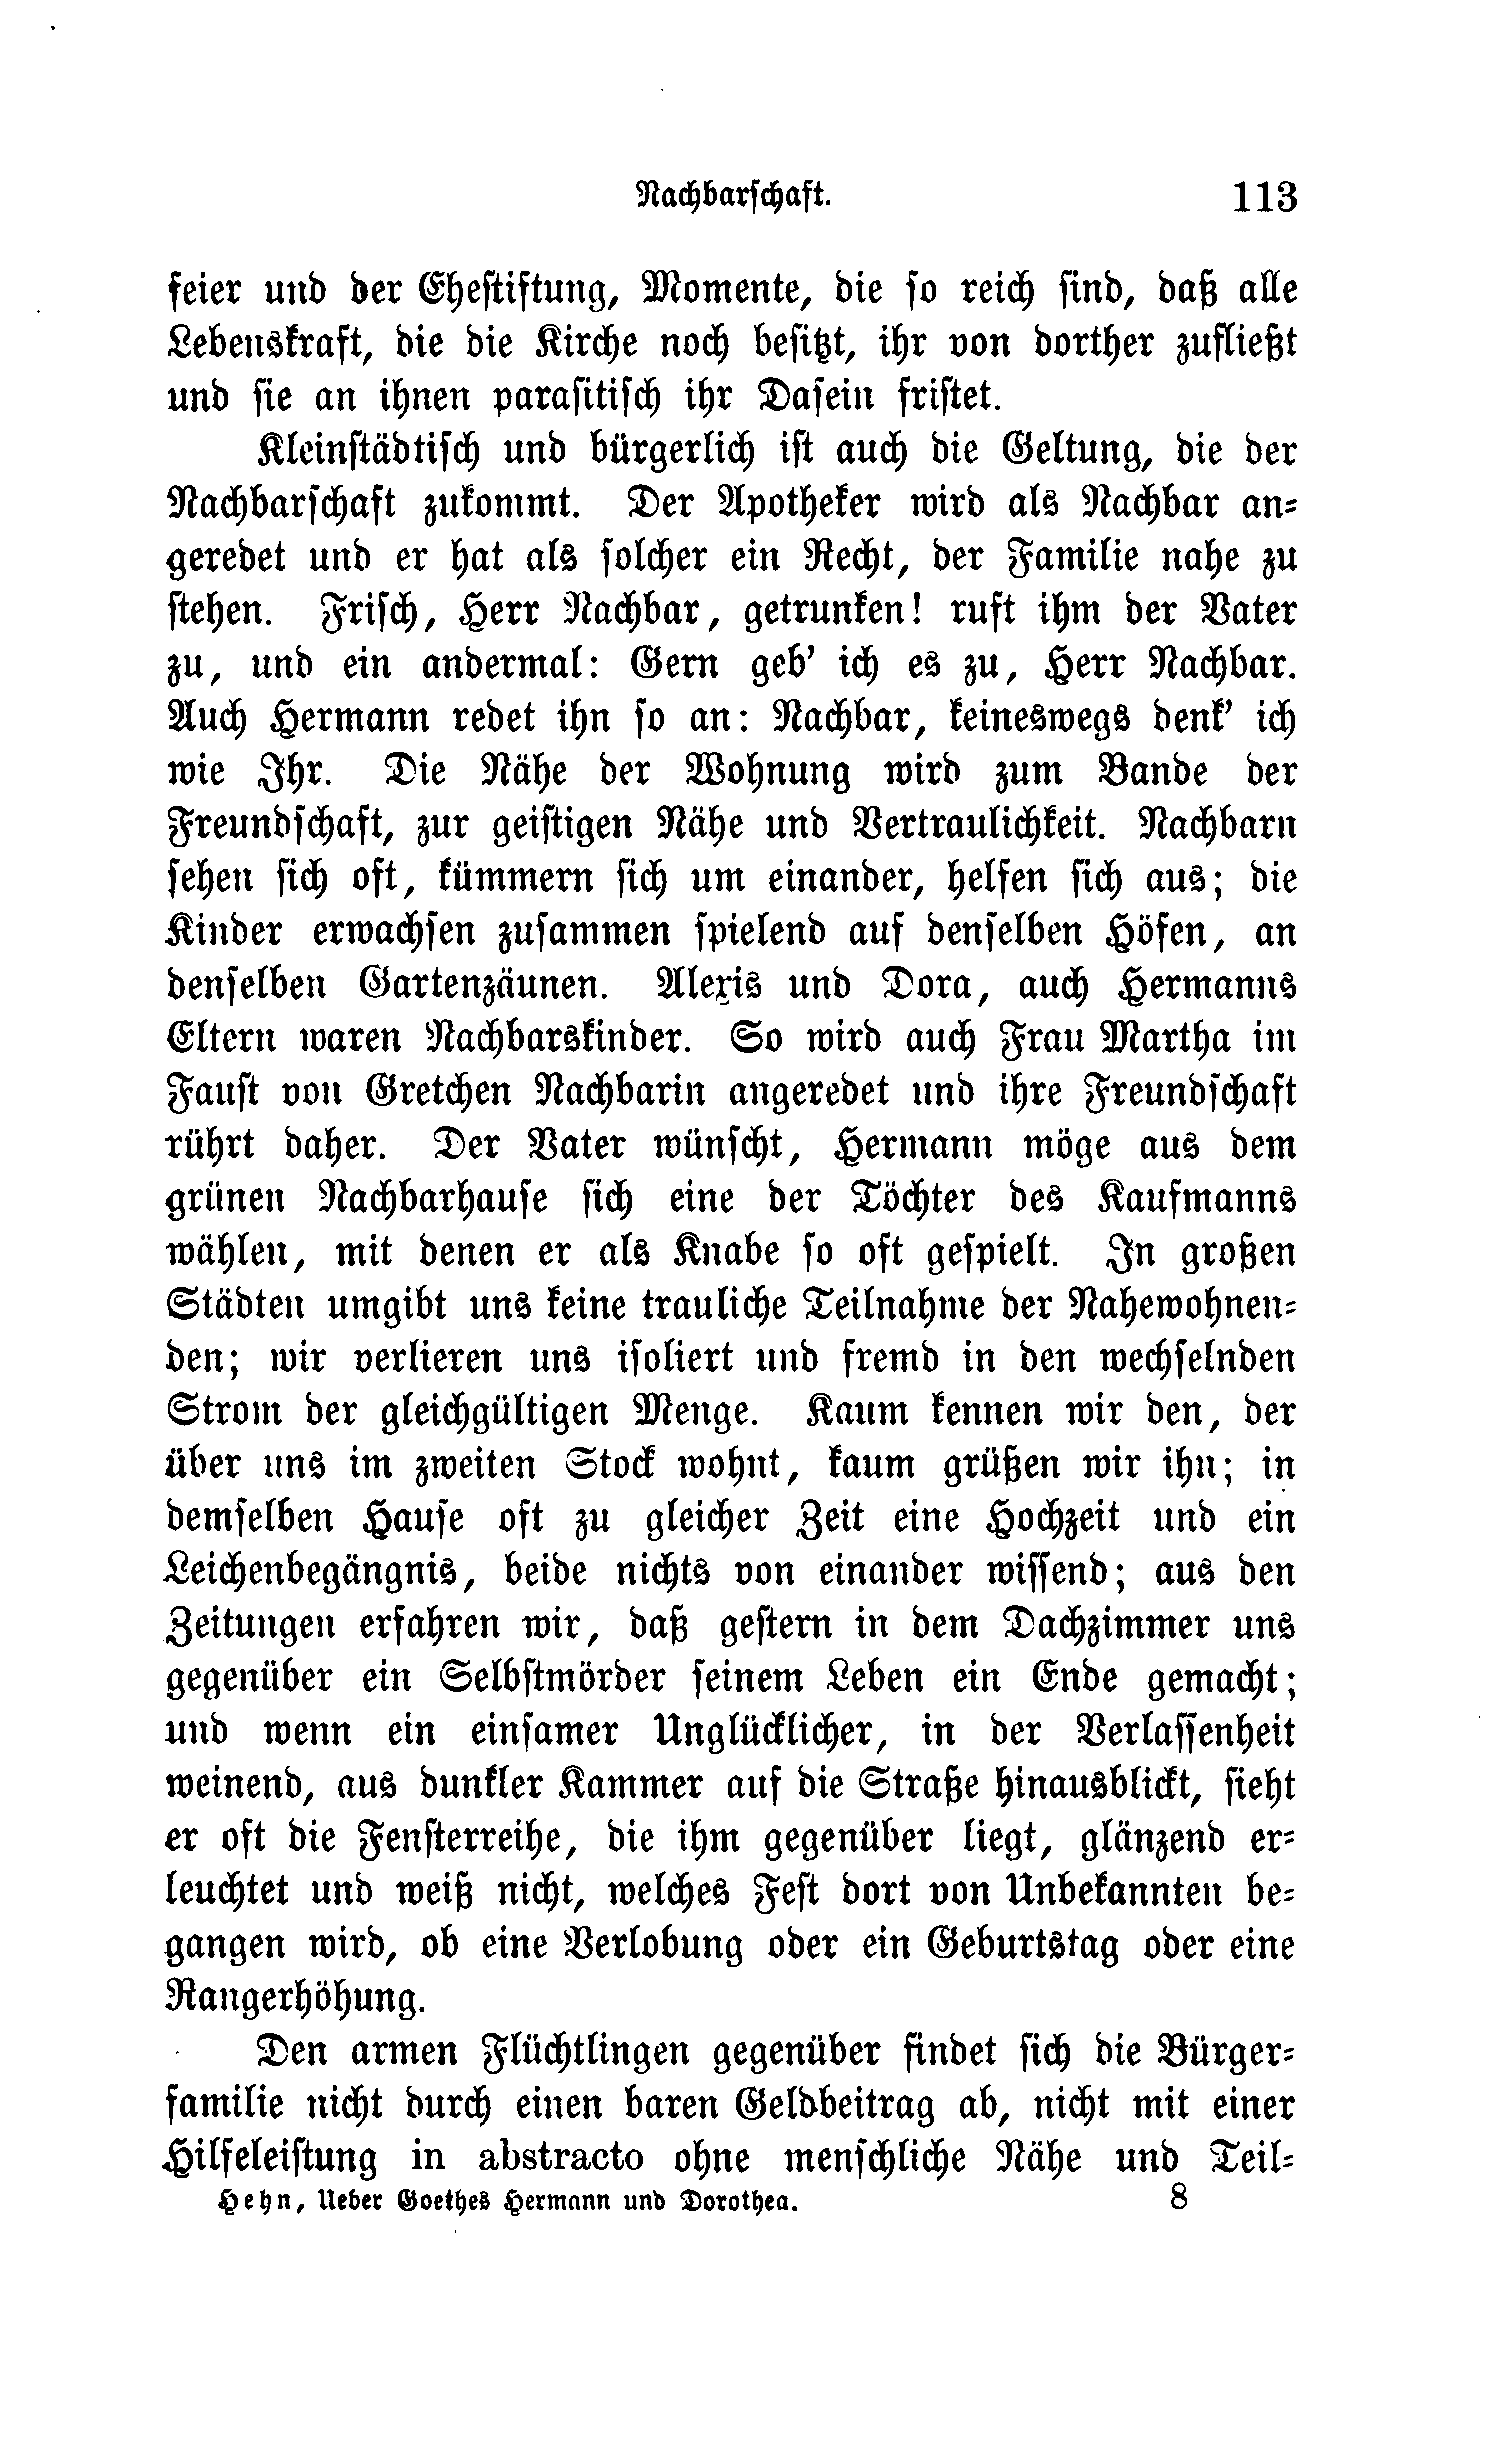 Nachbarschaft. 113
feier und der Ehestiftung, Momente, die so reich sind, daß alle
Lebenskraft, die die Kirche noch besitzt, ihr von dorther zufließt
und sie an ihnen parasitisch ihr Dasein fristet.
Kleinstädtisch und bürgerlich ist auch die Geltung, die der
Nachbarschaft zukommt. Der Apotheker wird als Nachbar an-
geredet und er hat als solcher ein Recht, der Familie nahe zu
stehen. Frisch, Herr Nachbar, getrunken! ruft ihm der Vater
zu, und ein andermal: Gern geb' ich es zu, Herr Nachbar.
Auch Hermann redet ihn so an: Nachbar, keineswegs denk' ich
wie Ihr. Die Nähe der Wohnung wird zum Bande der
Freundschaft, zur geistigen Nähe und Vertraulichkeit. Nachbarn
sehen sich oft, kümmern sich um einander, helfen sich aus; die
Kinder erwachsen zusammen spielend auf denselben Höfen, an
denselben Gartenzäunen. Alexis und Dora, auch Hermanns
Eltern waren Nachbarskinder. So wird auch Frau Martha im
Faust von Gretchen Nachbarin angeredet und ihre Freundschaft
rührt daher. Der Vater wünscht, Hermann möge aus dem
grünen Nachbarhause sich eine der Töchter des Kaufmanns
wählen, mit denen er als Knabe so oft gespielt. In großen
Städten umgibt uns keine trauliche Teilnahme der Nahewohnen-
den; wir verlieren uns isoliert und fremd in den wechselnden
Strom der gleichgültigen Menge. Kaum kennen wir den, der
über uns im zweiten Stock wohnt, kaum grüßen wir ihn; in
demselben Hause oft zu gleicher Zeit eine Hochzeit und ein
Leichenbegängnis, beide nichts von einander wissend; aus den
Zeitungen erfahren wir, daß gestern in dem Dachzimmer uns
gegenüber ein Selbstmörder seinem Leben ein Ende gemacht;
und wenn ein einsamer Unglücklicher, in der Verlassenheit
weinend, aus dunkler Kammer auf die Straße hinausblickt, sieht
er oft die Fensterreihe, die ihm gegenüber liegt, glänzend er-
leuchtet und weiß nicht, welches Fest dort von Unbekannten be-
gangen wird, ob eine Verlobung oder ein Geburtstag oder eine
Rangerhöhung.
Den armen Flüchtlingen gegenüber findet sich die Bürger-
familie nicht durch einen baren Geldbeitrag ab, nicht mit einer
Hilfeleistung in abstracto ohne menschliche Nähe und Teil-
Hehn, Ueber Goethes Hermann und Dorothea. 8